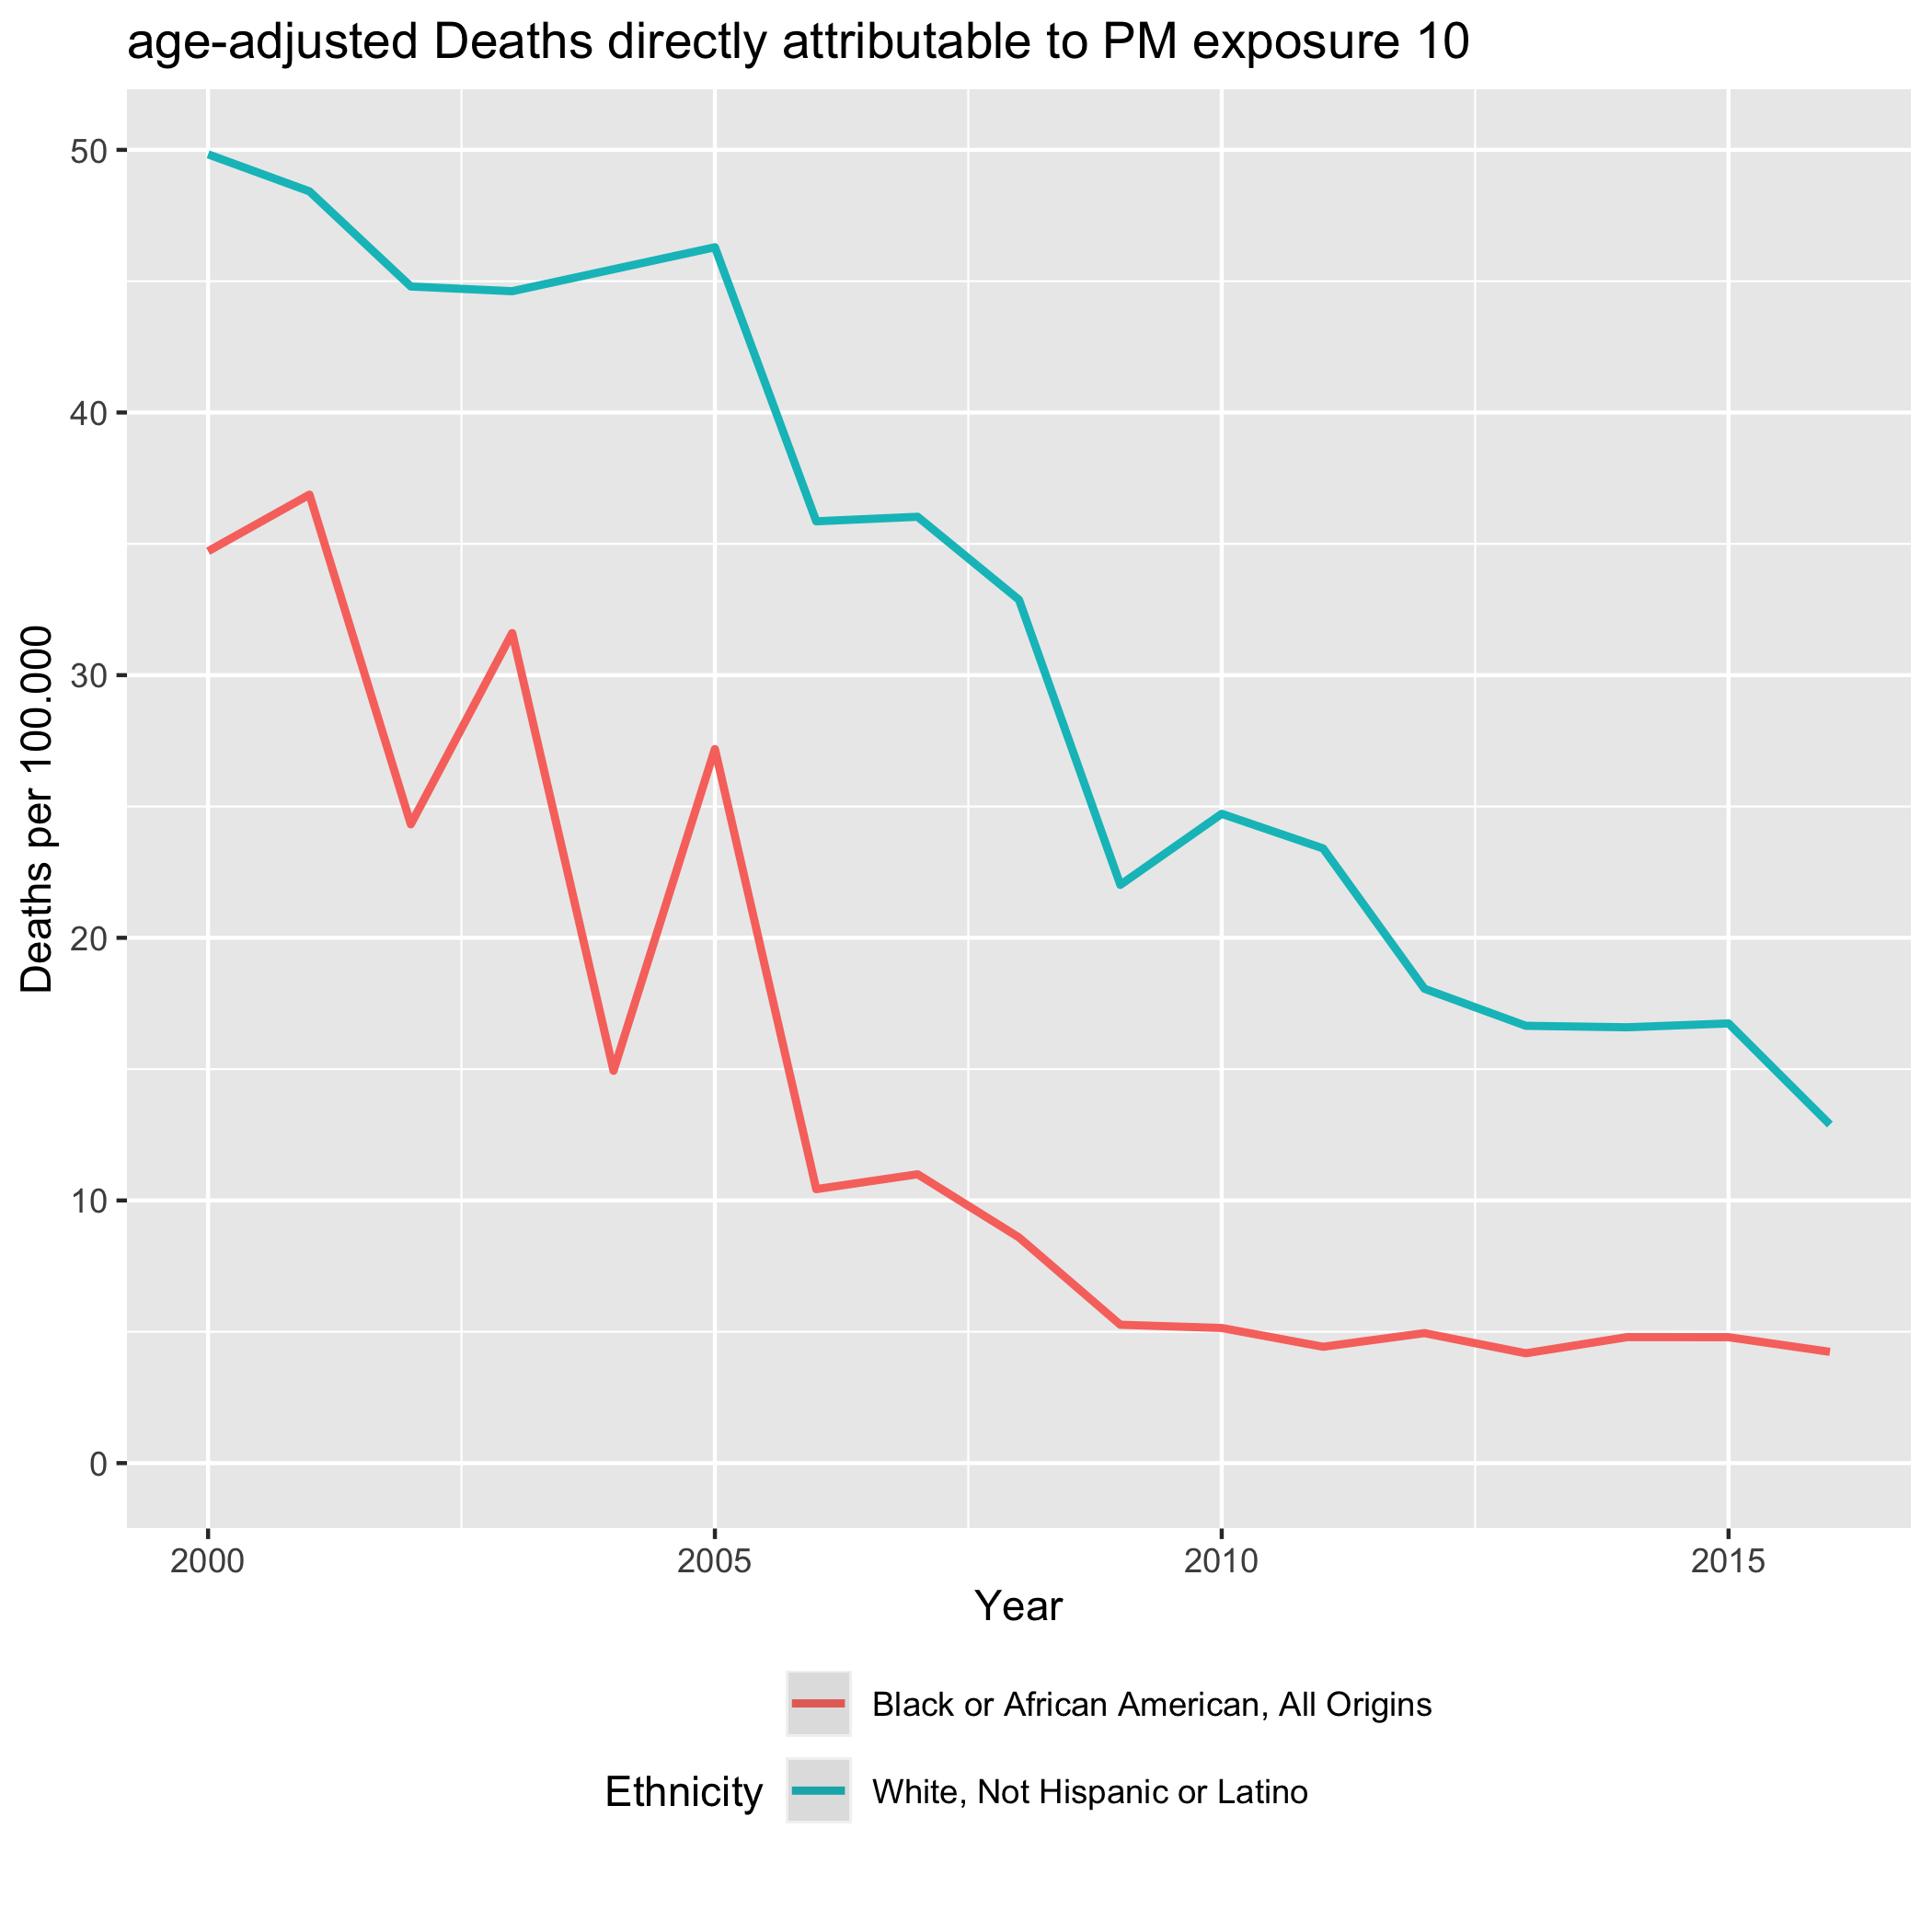 age-adjusted Deaths directly attributable to PM exposure 10
Deaths per 100.000
50
40
30
20
10
0
2000 2005 2010 2015
Year
Ethnicity
Black or African American, All Origins
White, Not Hispanic or Latino